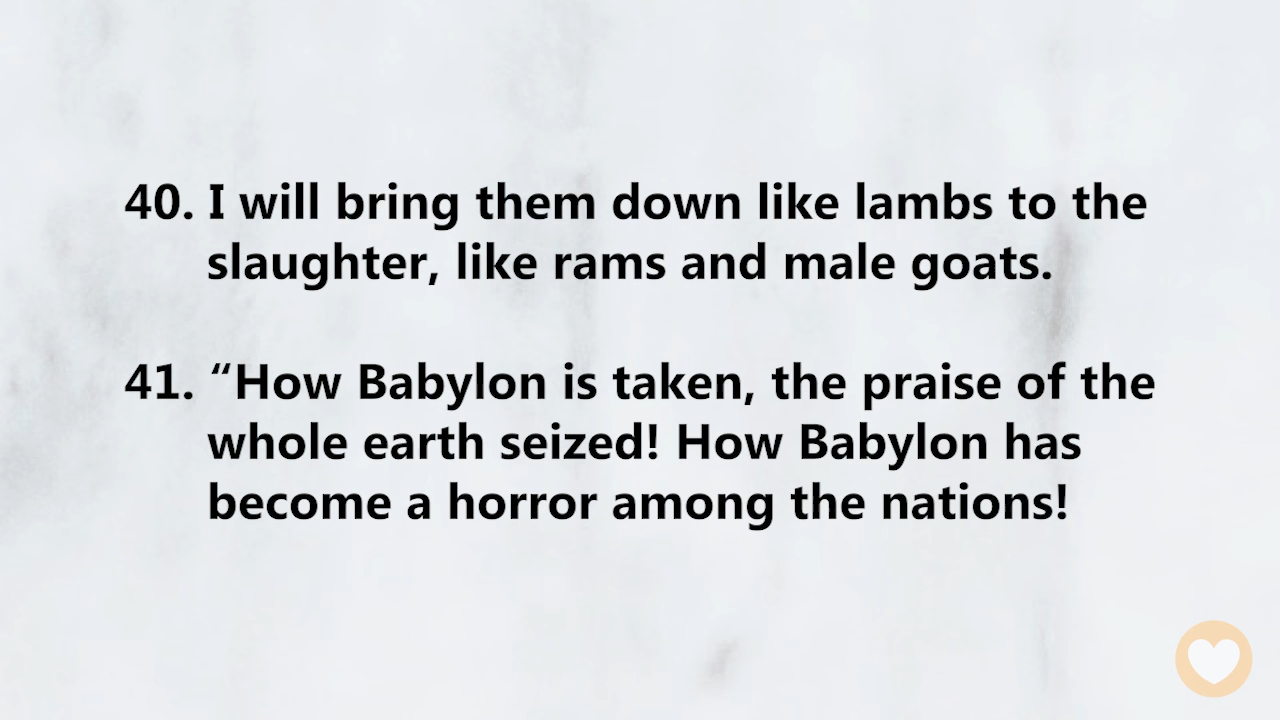 40. I will bring them down like lambs to the
slaughter, like rams and male goats.
41. “How Babylon is taken, the praise of the
whole earth seized! How Babylon has
become a horror among the nations!